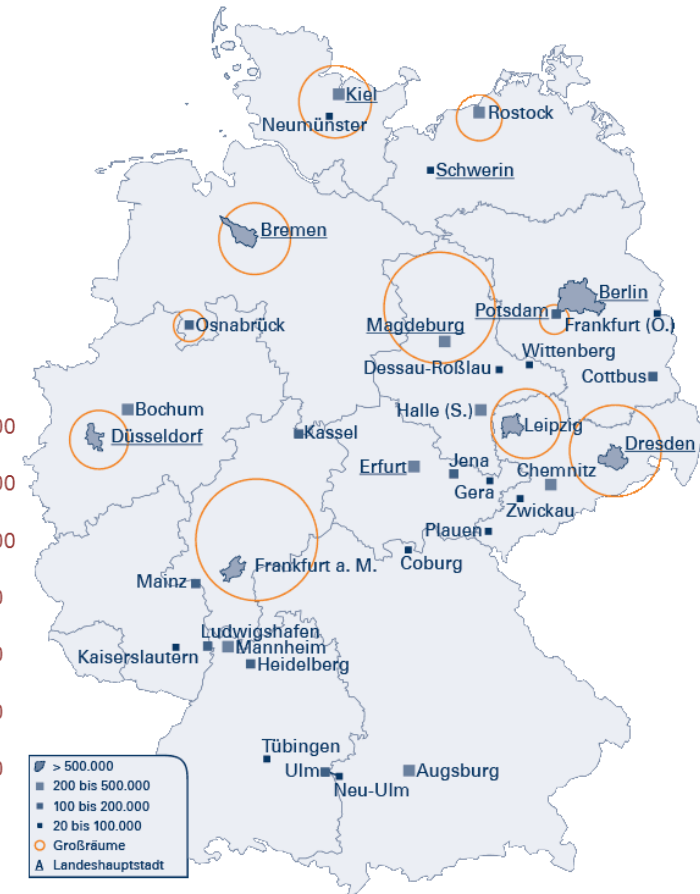 Kiel
Neumünster
Rostock
Schwerin
Bremen
Berlin
Potsdam
Frankfurt (O.)
Osnabrück
Magdeburg
Wittenberg
Dessau-Roßlau
Cottbus
Bochum
Halle (S.)
Leipzig
Düsseldorf
Kassel
Dresden
Erfurt
Jena
Chemnitz
Gera
Zwickau
Plauen
Coburg
Frankfurt a. M.
Mainz
Ludwigshafen
Mannheim
Kaiserslautern
Heidelberg
Tübingen
Ulm
Augsburg
Neu-Ulm
> 500.000
200 bis 500.000
100 bis 200.000
20 bis 100.000
Großräume
A Landeshauptstadt